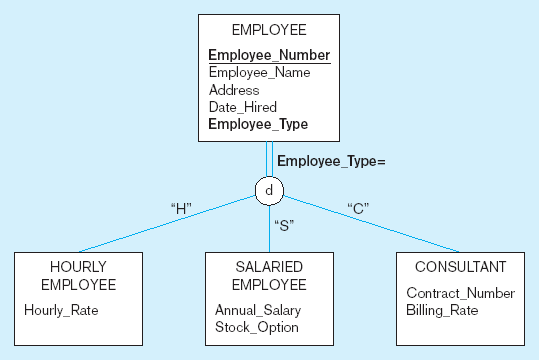 EMPLOYEE
Employee_Number
Employee_Name
Address
Date_Hired
Employee_Type
Employee_Type=
d
“H”
“S”
“C”
HOURLY
EMPLOYEE
Hourly_Rate
SALARIED
EMPLOYEE
Annual_Salary
Stock_Option
CONSULTANT
Contract_Number
Billing_Rate